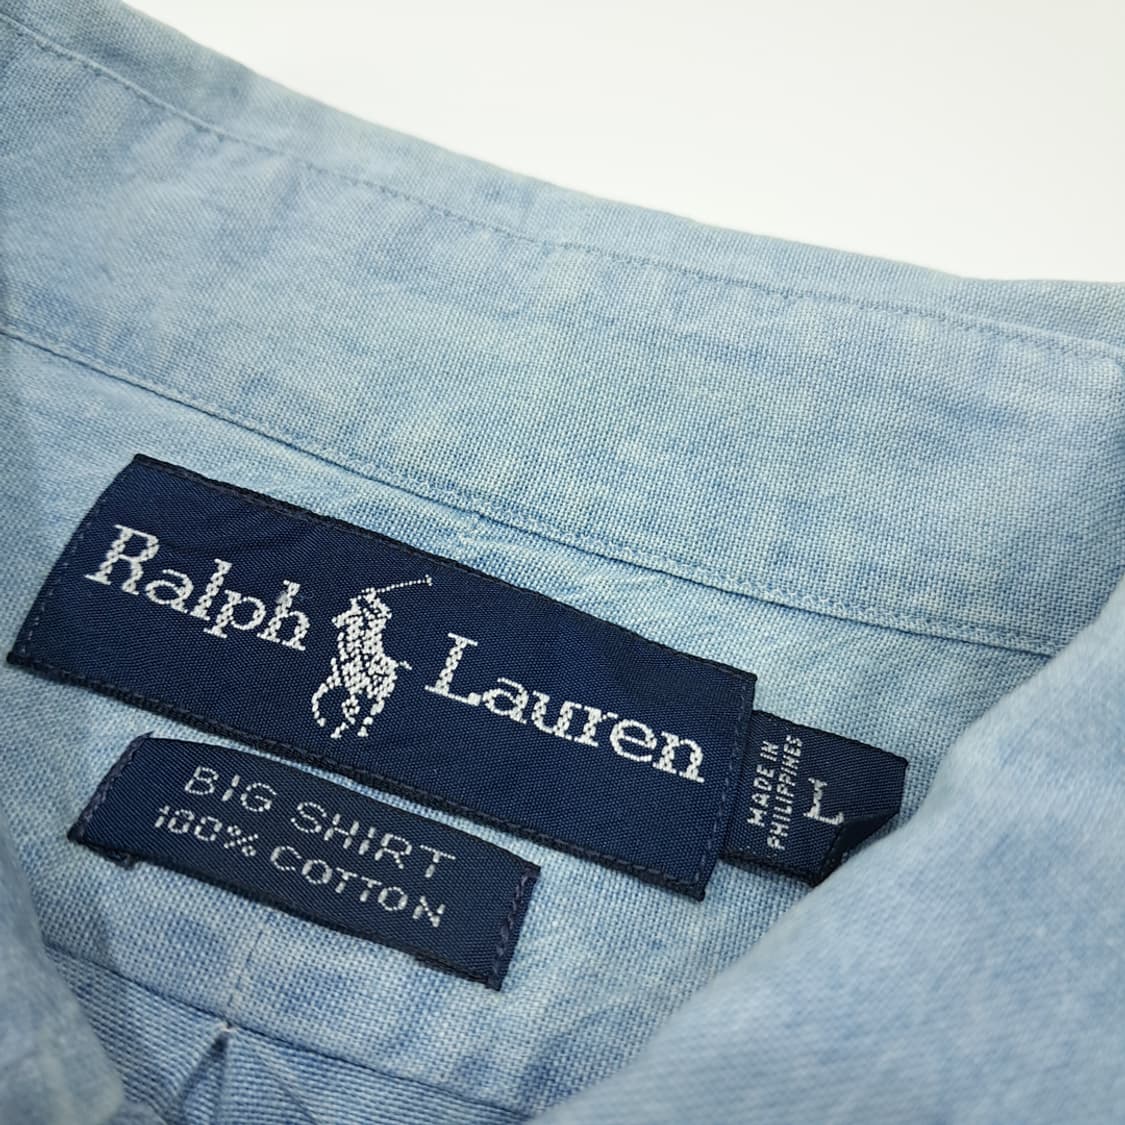 Ralph Lauren
MADE IN
PHILIPPINES
L
BIG SHIRT
100% COTTON